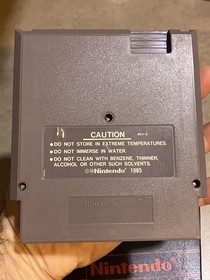 REV-A
CAUTION
●DO NOT STORE IN EXTREME TEMPERATURES.
●DO NOT IMMERSE IN WATER.
●DO NOT CLEAN WITH BENZENE, THINNER,
ALCOHOL OR OTHER SUCH SOLVENTS.
©Nintendo® 1985
Nintendo